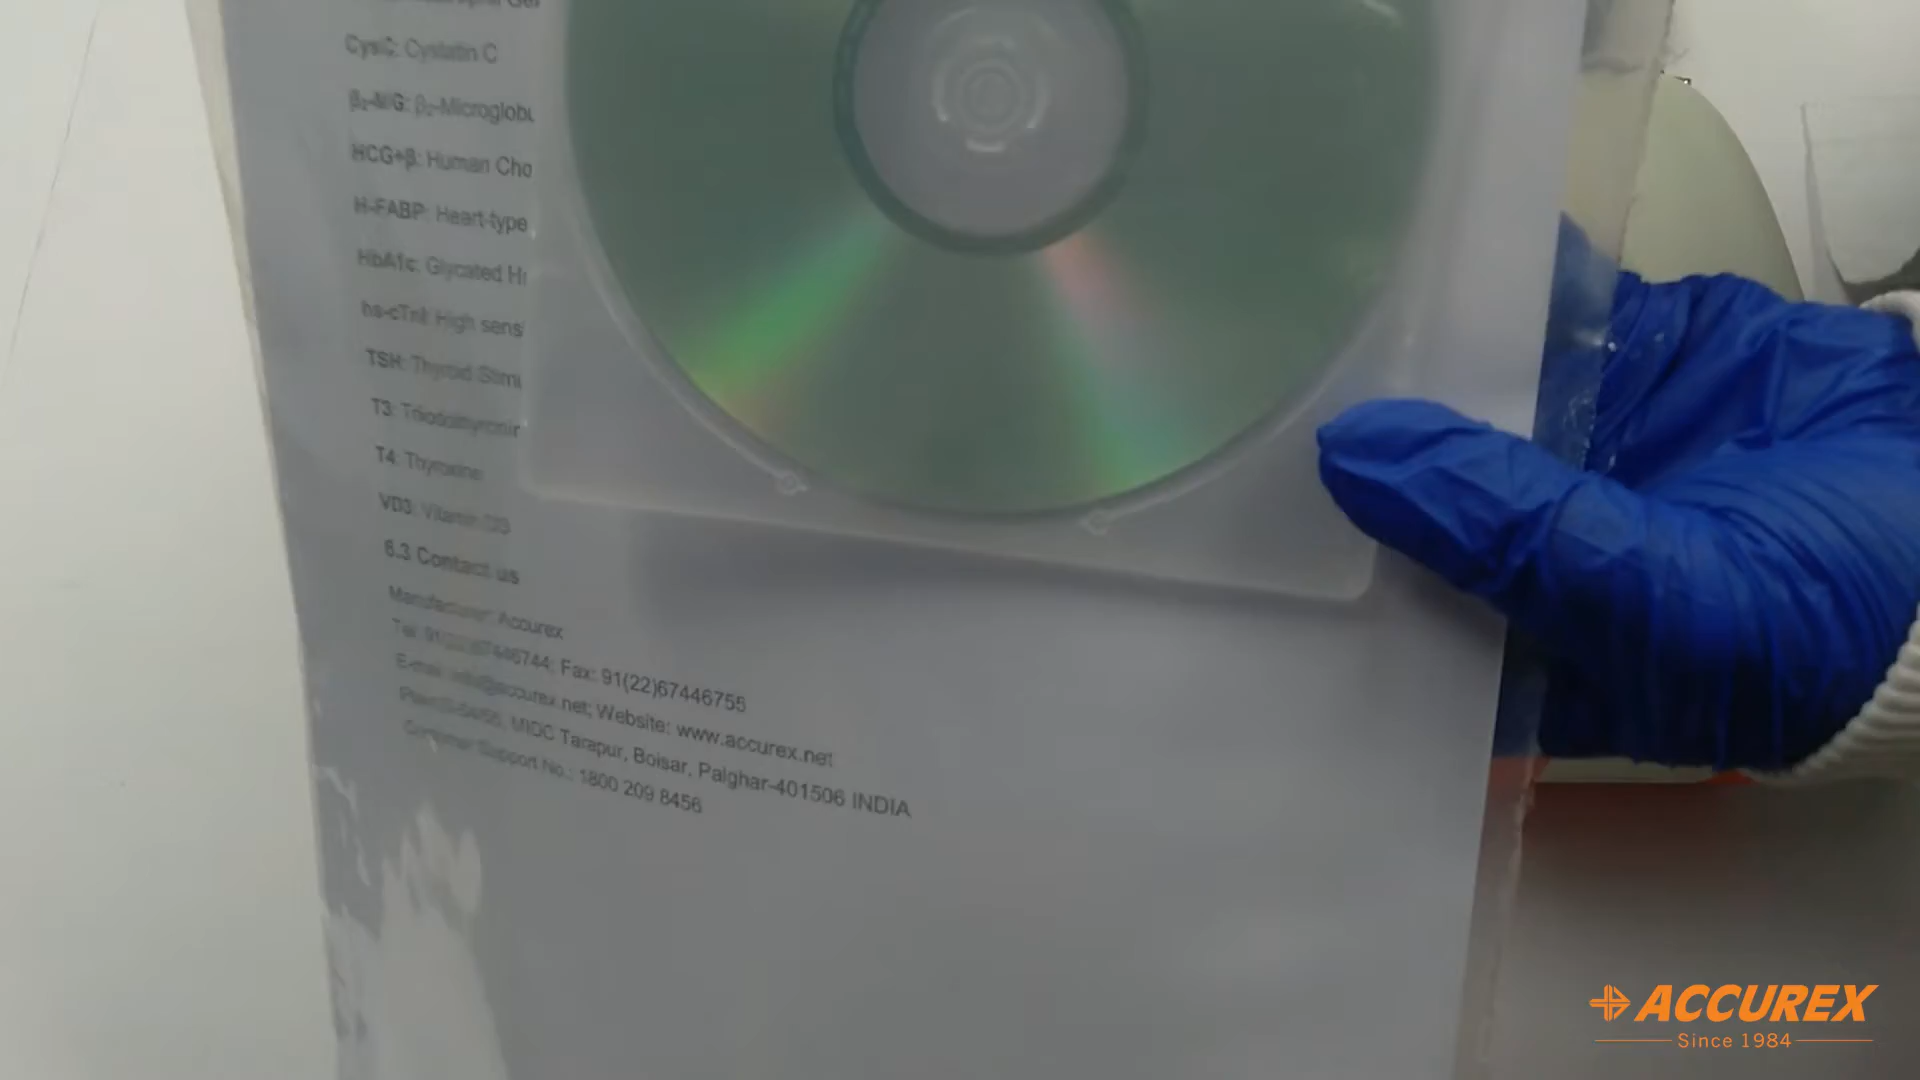 CysC: Cystatin C
β₂-MG: β₂-Microglobu
HCG+β: Human Cho
H-FABP: Heart-type
HbA1c: Glycated H
hs-cTnI: High sens
TSH: Thyroid Stimu
T3: Triiodothyronin
T4: Thyroxine
VD3: Vitamin D3
6.3 Contact us
Manufacturer: Accurex
Tel: 91(22)67446744; Fax: 91(22)67446755
E-mail: info@accurex.net; Website: www.accurex.net
MIDC Tarapur, Boisar, Palghar-401506 INDIA
Customer Support No.: 1800 209 8456
ACCUREX
Since 1984